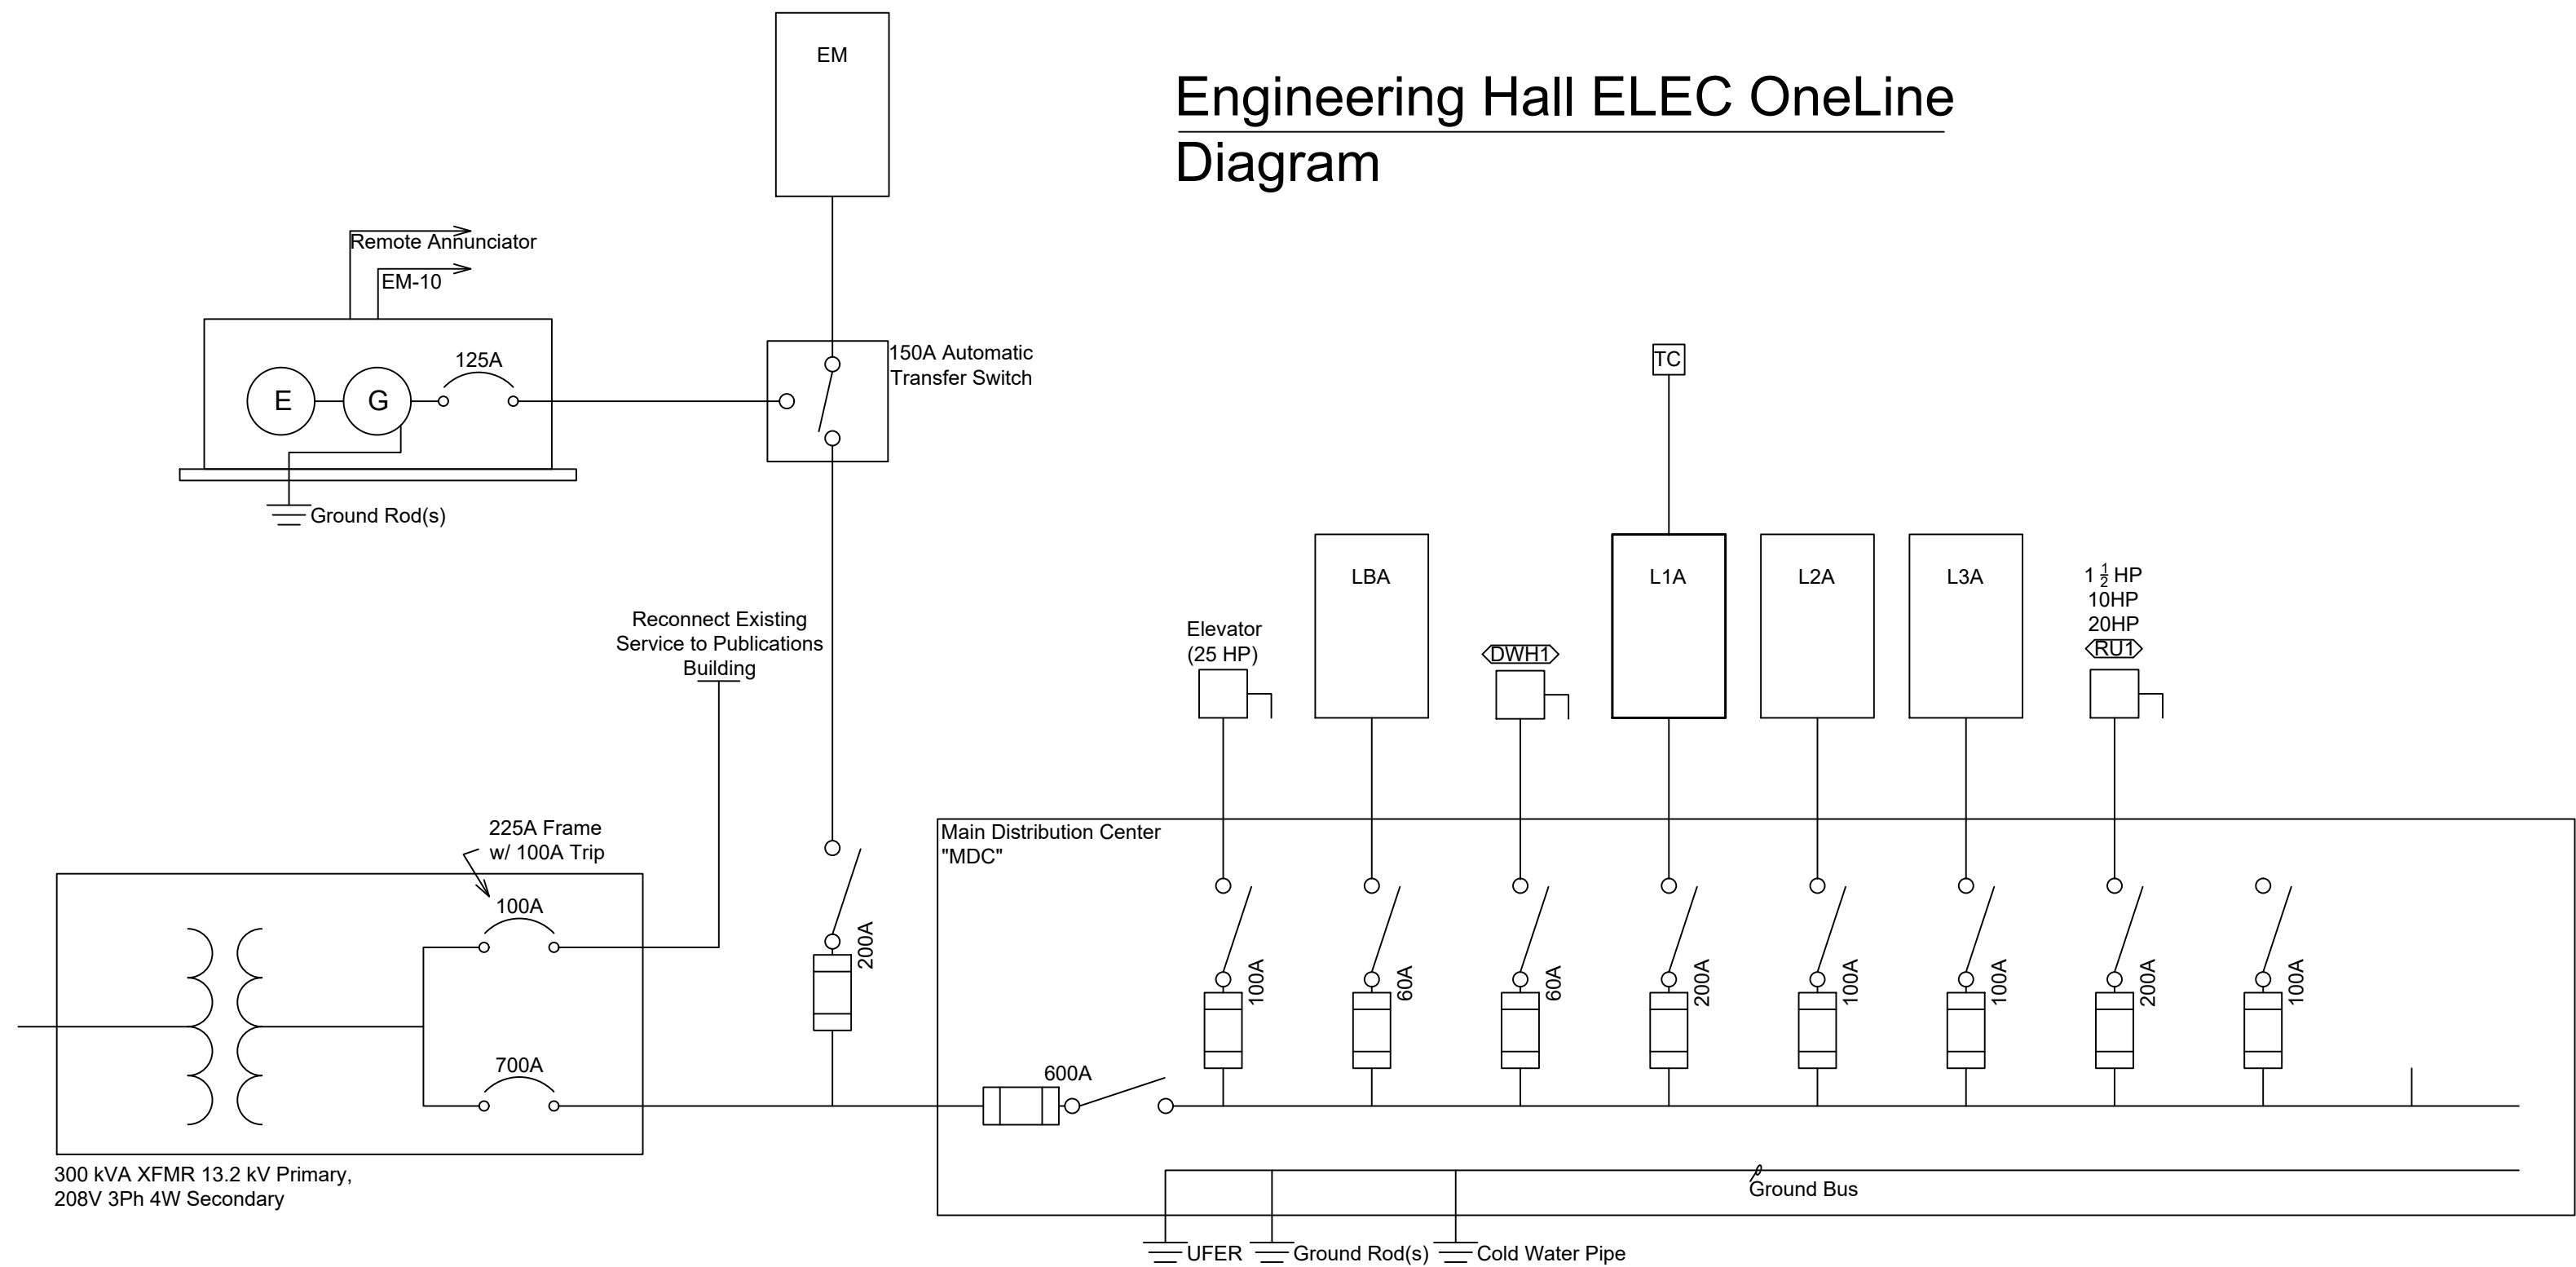 EM
Engineering Hall ELEC OneLine
Diagram
Remote Annunciator
EM-10
125A
E
G
150A Automatic
Transfer Switch
Ground Rod(s)
TC
LBA
L1A
L2A
L3A
1 1/2 HP
10HP
20HP
RU1
Elevator
(25 HP)
DWH1
Reconnect Existing
Service to Publications
Building
225A Frame
w/ 100A Trip
100A
700A
200A
Main Distribution Center
"MDC"
600A
100A
60A
60A
200A
100A
100A
200A
100A
300 kVA XFMR 13.2 kV Primary,
208V 3Ph 4W Secondary
Ground Bus
UFER
Ground Rod(s)
Cold Water Pipe